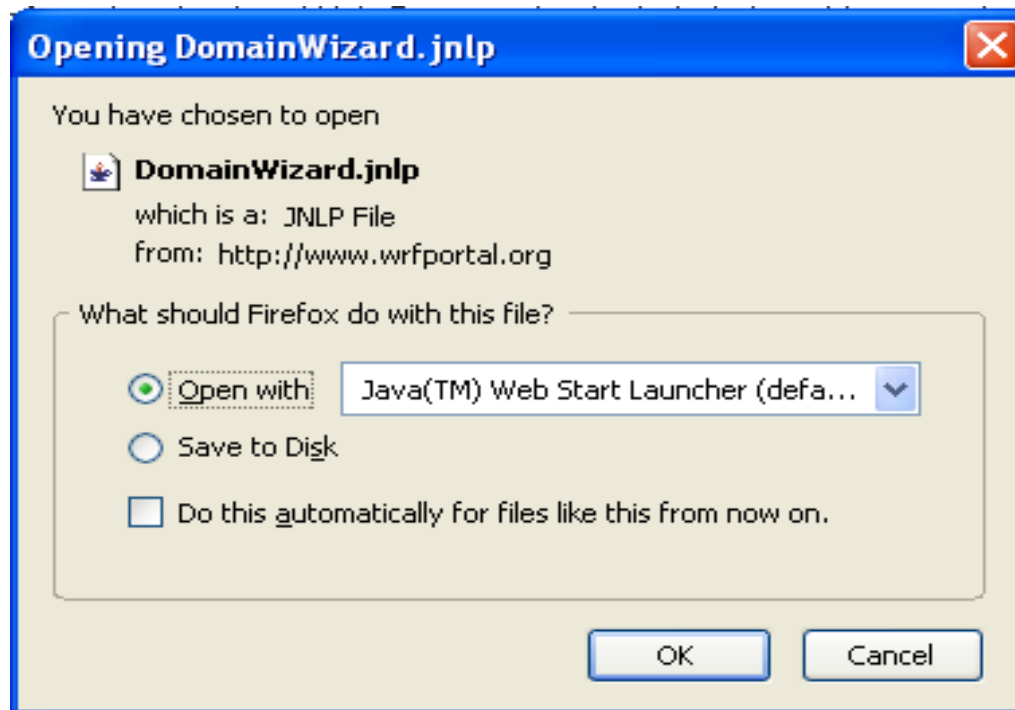 Opening DomainWizard.jnlp
You have chosen to open
DomainWizard.jnlp
which is a: JNLP File
from: http://www.wrfportal.org
What should Firefox do with this file?
Open with Java(TM) Web Start Launcher (defa...
Save to Disk
Do this automatically for files like this from now on.
OK Cancel